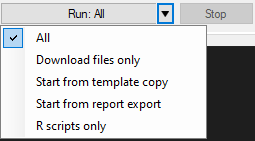 Run: All
Stop
All
Download files only
Start from template copy
Start from report export
R scripts only